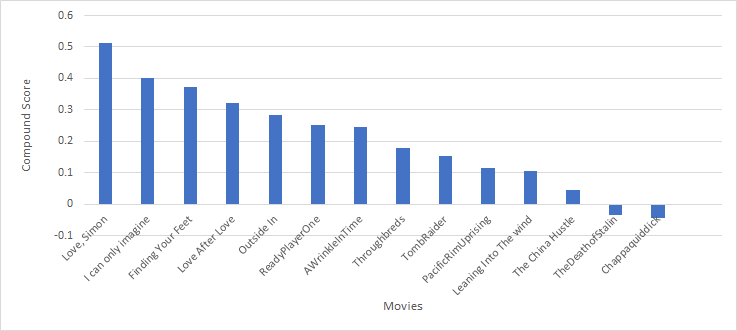 0.6
0.5
0.4
0.3
0.2
0.1
0
-0.1
Compound Score
Love, Simon
I can only imagine
Finding Your Feet
Love After Love
Outside In
ReadyPlayerOne
AWrinkleInTime
Throughbreds
TombRaider
PacificRimUprising
Leaning Into The wind
The China Hustle
TheDeathofStalin
Chappaquiddick
Movies